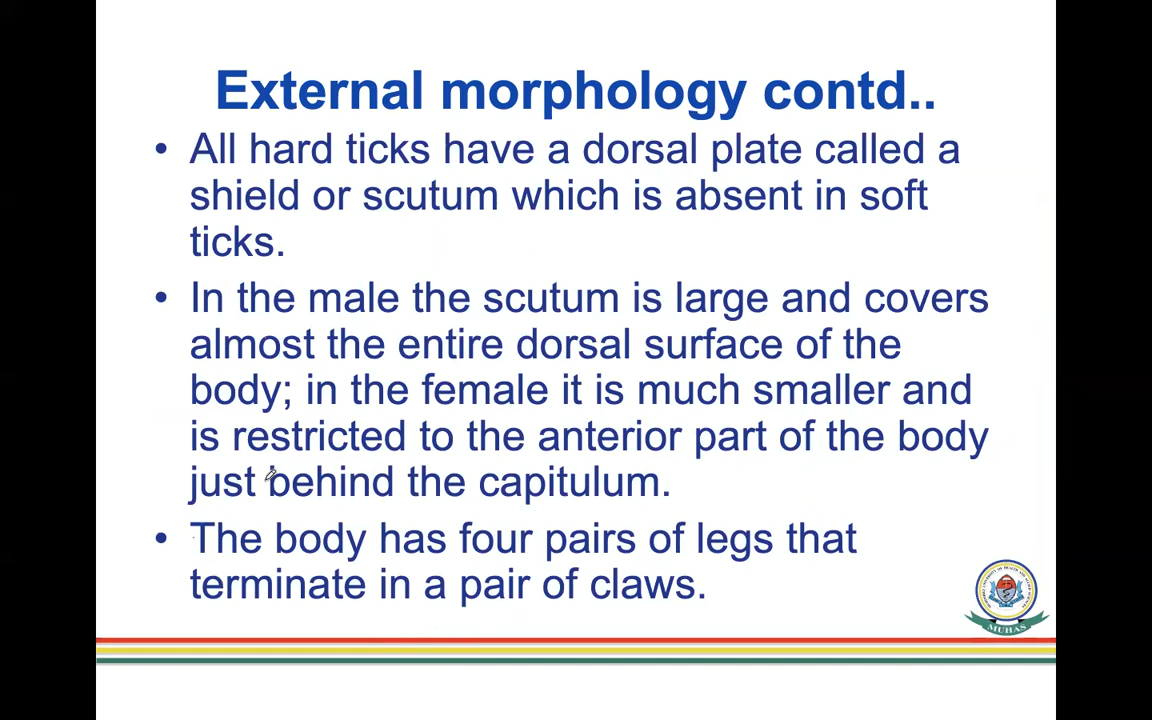 External morphology contd..
• All hard ticks have a dorsal plate called a
shield or scutum which is absent in soft
ticks.
• In the male the scutum is large and covers
almost the entire dorsal surface of the
body; in the female it is much smaller and
is restricted to the anterior part of the body
just behind the capitulum.
• The body has four pairs of legs that
terminate in a pair of claws.
MUHAS